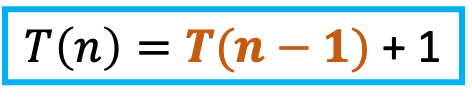 T(n) = T(n − 1) + 1